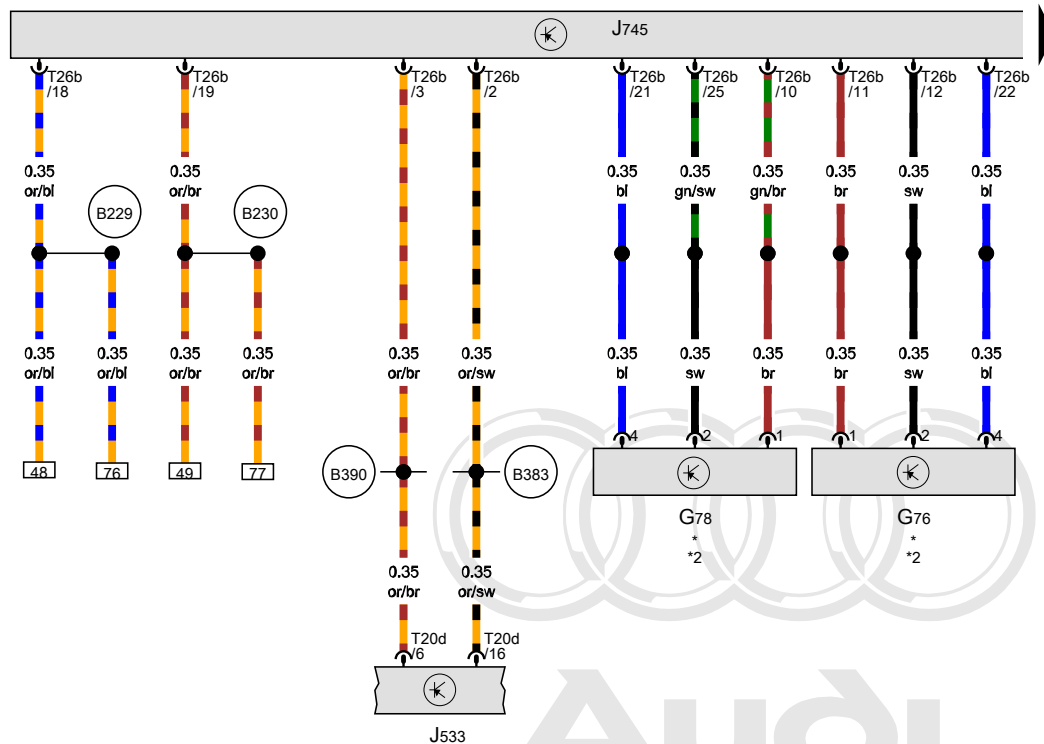 J745
T26b T26b T26b T26b T26b T26b T26b T26b T26b T26b
/18 /19 /3 /2 /21 /25 /10 /11 /12 /22
0.35 0.35 0.35 0.35 0.35 0.35 0.35 0.35
or/bl or/br bl gn/sw gn/br br sw bl
B229 B230
0.35 0.35 0.35 0.35 0.35 0.35 0.35 0.35 0.35 0.35 0.35 0.35
or/bl or/bl or/br or/br or/br or/sw bl sw br br sw bl
4 2 1 1 2 4
48 76 49 77 B390 B383
G78 G76
* *
*2 *2
0.35 0.35
or/br or/sw
T20d T20d
/6 /16
J533
Audi